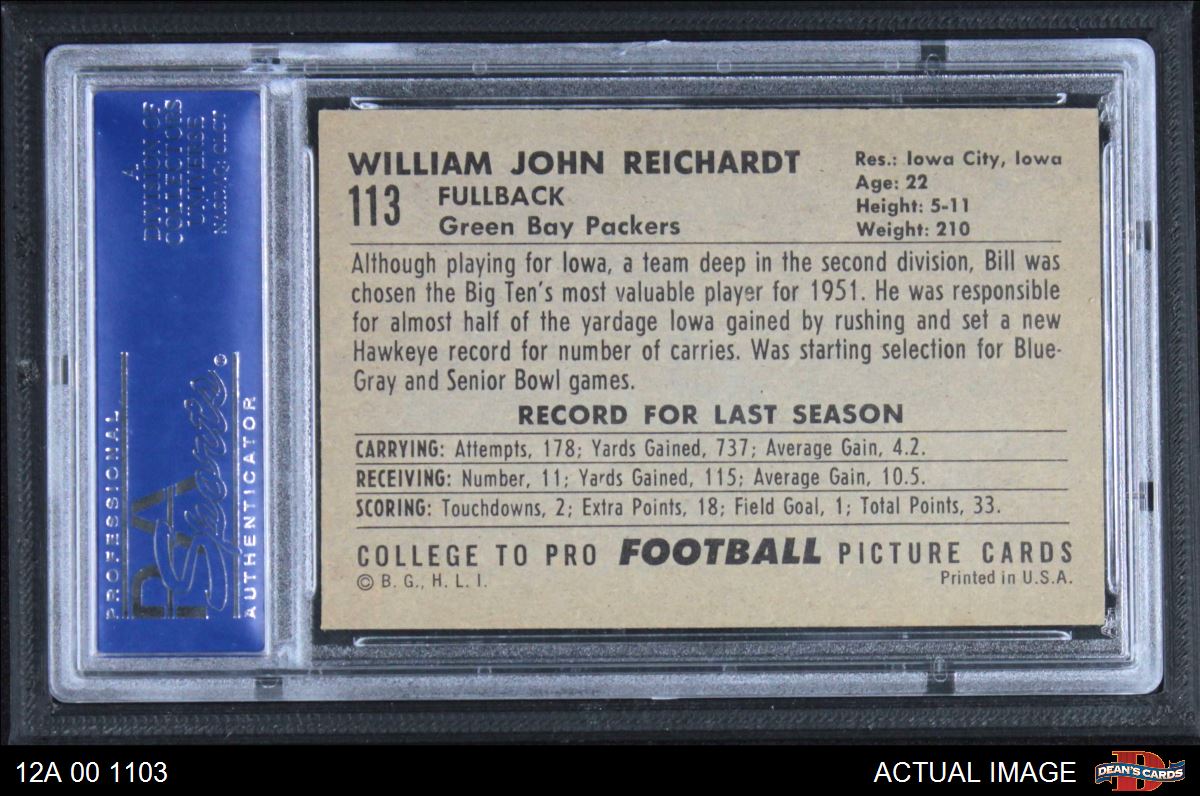 A
DIVISION OF
COLLECTORS
UNIVERSE
NASDAQ: CLCT
PROFESSIONAL
PSA
Sports
AUTHENTICATOR
WILLIAM JOHN REICHARDT
113 FULLBACK
Green Bay Packers
Res.: Iowa City, Iowa
Age: 22
Height: 5-11
Weight: 210
Although playing for Iowa, a team deep in the second division, Bill was
chosen the Big Ten's most valuable player for 1951. He was responsible
for almost half of the yardage Iowa gained by rushing and set a new
Hawkeye record for number of carries. Was starting selection for Blue-
Gray and Senior Bowl games.
RECORD FOR LAST SEASON
CARRYING: Attempts, 178; Yards Gained, 737; Average Gain, 4.2.
RECEIVING: Number, 11; Yards Gained, 115; Average Gain, 10.5.
SCORING: Touchdowns, 2; Extra Points, 18; Field Goal, 1; Total Points, 33.
COLLEGE TO PRO FOOTBALL PICTURE CARDS
© B. G., H. L. I.
Printed in U.S.A.
12A 00 1103
ACTUAL IMAGE
D
DEAN'S CARDS